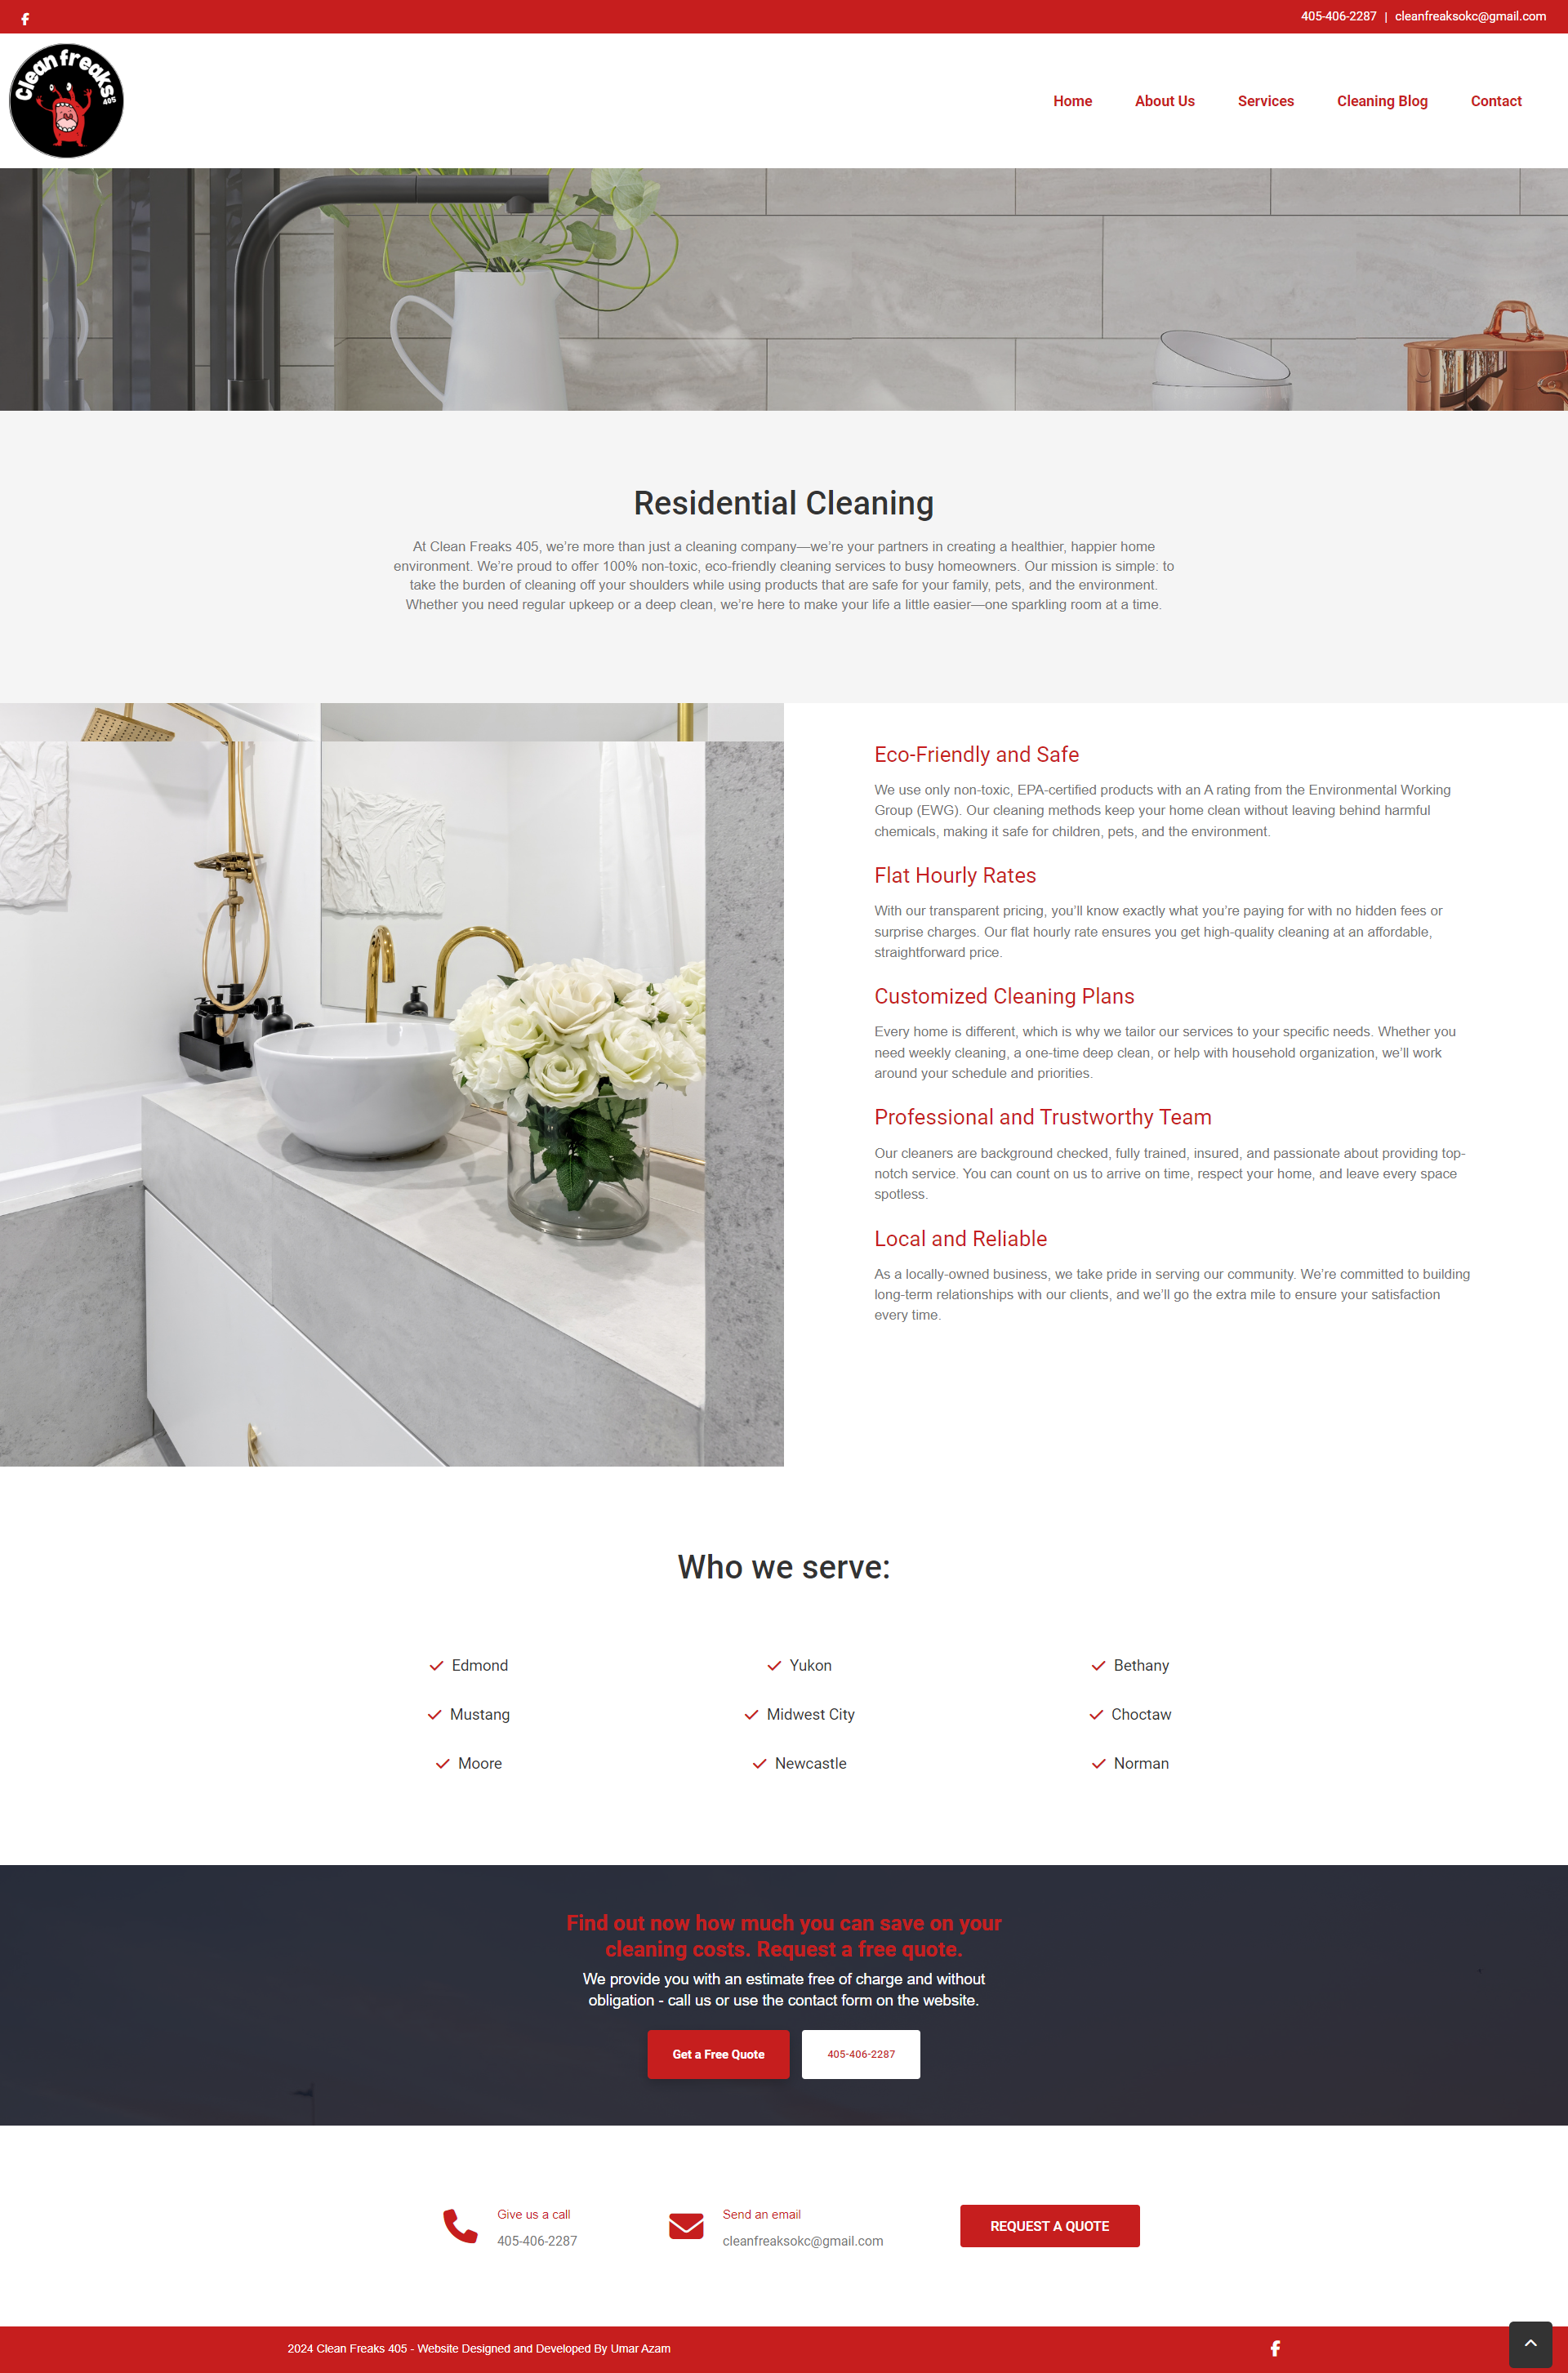 405-406-2287 | cleanfreaksokc@gmail.com
Clean freaks
405
Home About Us Services Cleaning Blog Contact
Residential Cleaning
At Clean Freaks 405, we’re more than just a cleaning company—we’re your partners in creating a healthier, happier home
environment. We’re proud to offer 100% non-toxic, eco-friendly cleaning services to busy homeowners. Our mission is simple: to
take the burden of cleaning off your shoulders while using products that are safe for your family, pets, and the environment.
Whether you need regular upkeep or a deep clean, we’re here to make your life a little easier—one sparkling room at a time.
Eco-Friendly and Safe
We use only non-toxic, EPA-certified products with an A rating from the Environmental Working
Group (EWG). Our cleaning methods keep your home clean without leaving behind harmful
chemicals, making it safe for children, pets, and the environment.
Flat Hourly Rates
With our transparent pricing, you’ll know exactly what you’re paying for with no hidden fees or
surprise charges. Our flat hourly rate ensures you get high-quality cleaning at an affordable,
straightforward price.
Customized Cleaning Plans
Every home is different, which is why we tailor our services to your specific needs. Whether you
need weekly cleaning, a one-time deep clean, or help with household organization, we’ll work
around your schedule and priorities.
Professional and Trustworthy Team
Our cleaners are background checked, fully trained, insured, and passionate about providing top-
notch service. You can count on us to arrive on time, respect your home, and leave every space
spotless.
Local and Reliable
As a locally-owned business, we take pride in serving our community. We’re committed to building
long-term relationships with our clients, and we’ll go the extra mile to ensure your satisfaction
every time.
Who we serve:
Edmond Yukon Bethany
Mustang Midwest City Choctaw
Moore Newcastle Norman
Find out now how much you can save on your
cleaning costs. Request a free quote.
We provide you with an estimate free of charge and without
obligation - call us or use the contact form on the website.
Get a Free Quote 405-406-2287
Give us a call
405-406-2287
Send an email
cleanfreaksokc@gmail.com
REQUEST A QUOTE
2024 Clean Freaks 405 - Website Designed and Developed By Umar Azam